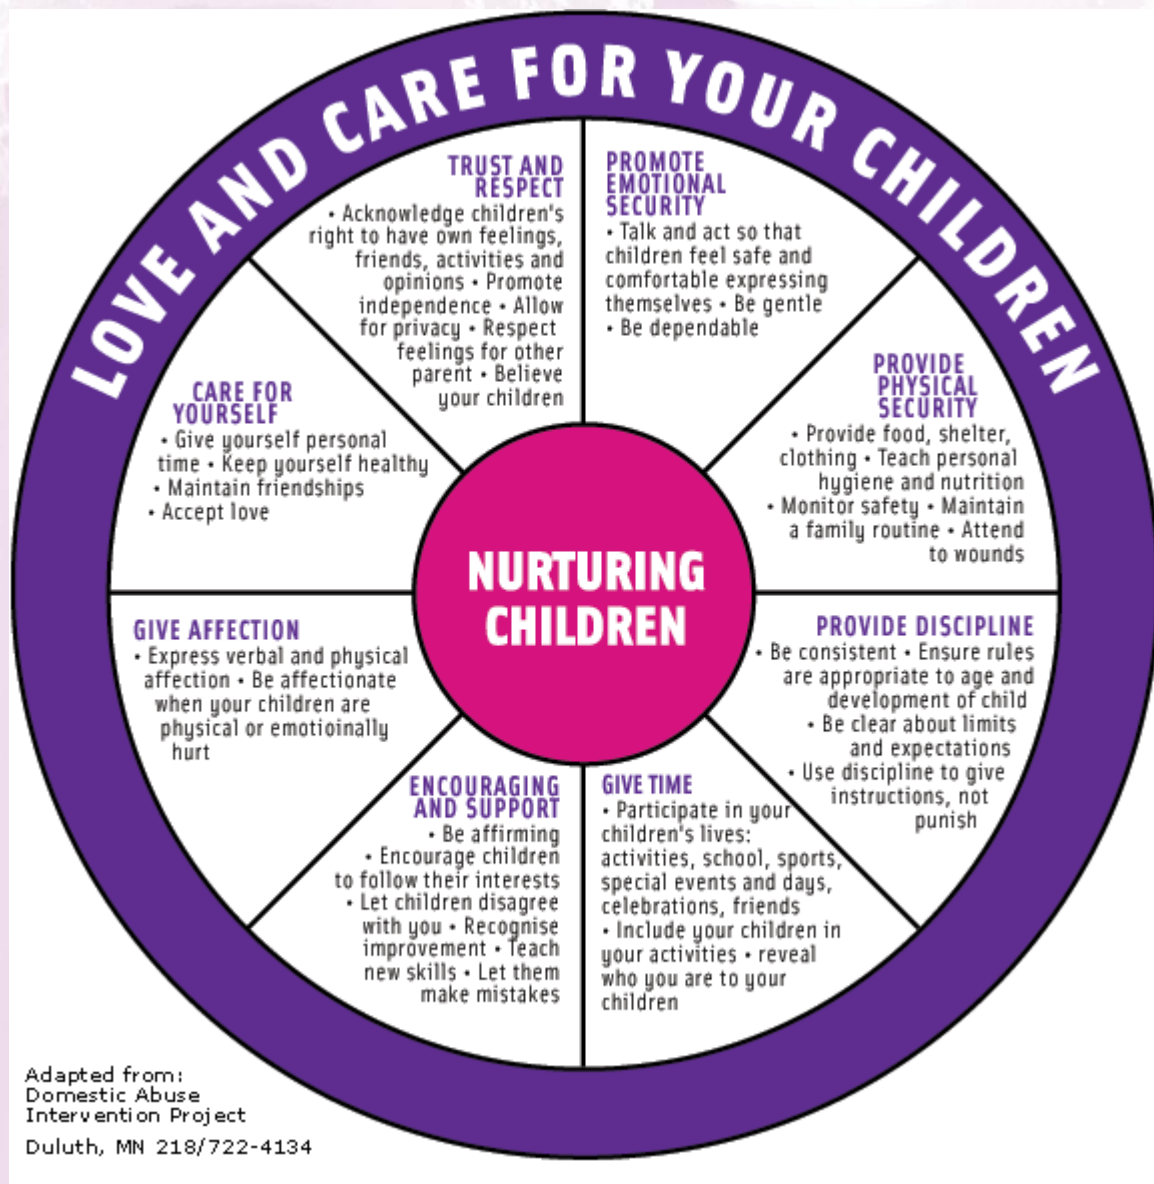 LOVE AND CARE FOR YOUR CHILDREN
TRUST AND
RESPECT
• Acknowledge children's
right to have own feelings,
friends, activities and
opinions • Promote
independence • Allow
for privacy • Respect
feelings for other
parent • Believe
your children
PROMOTE
EMOTIONAL
SECURITY
• Talk and act so that
children feel safe and
comfortable expressing
themselves • Be gentle
• Be dependable
PROVIDE
PHYSICAL
SECURITY
• Provide food, shelter,
clothing • Teach personal
hygiene and nutrition
• Monitor safety • Maintain
a family routine • Attend
to wounds
PROVIDE DISCIPLINE
• Be consistent • Ensure rules
are appropriate to age and
development of child
• Be clear about limits
and expectations
• Use discipline to give
instructions, not
punish
GIVE TIME
• Participate in your
children's lives:
activities, school, sports,
special events and days,
celebrations, friends
• Include your children in
your activities • reveal
who you are to your
children
ENCOURAGING
AND SUPPORT
• Be affirming
• Encourage children
to follow their interests
• Let children disagree
with you • Recognise
improvement • Teach
new skills • Let them
make mistakes
GIVE AFFECTION
• Express verbal and physical
affection • Be affectionate
when your children are
physical or emotioinally
hurt
CARE FOR
YOURSELF
• Give yourself personal
time • Keep yourself healthy
• Maintain friendships
• Accept love
NURTURING
CHILDREN
Adapted from:
Domestic Abuse
Intervention Project
Duluth, MN 218/722-4134